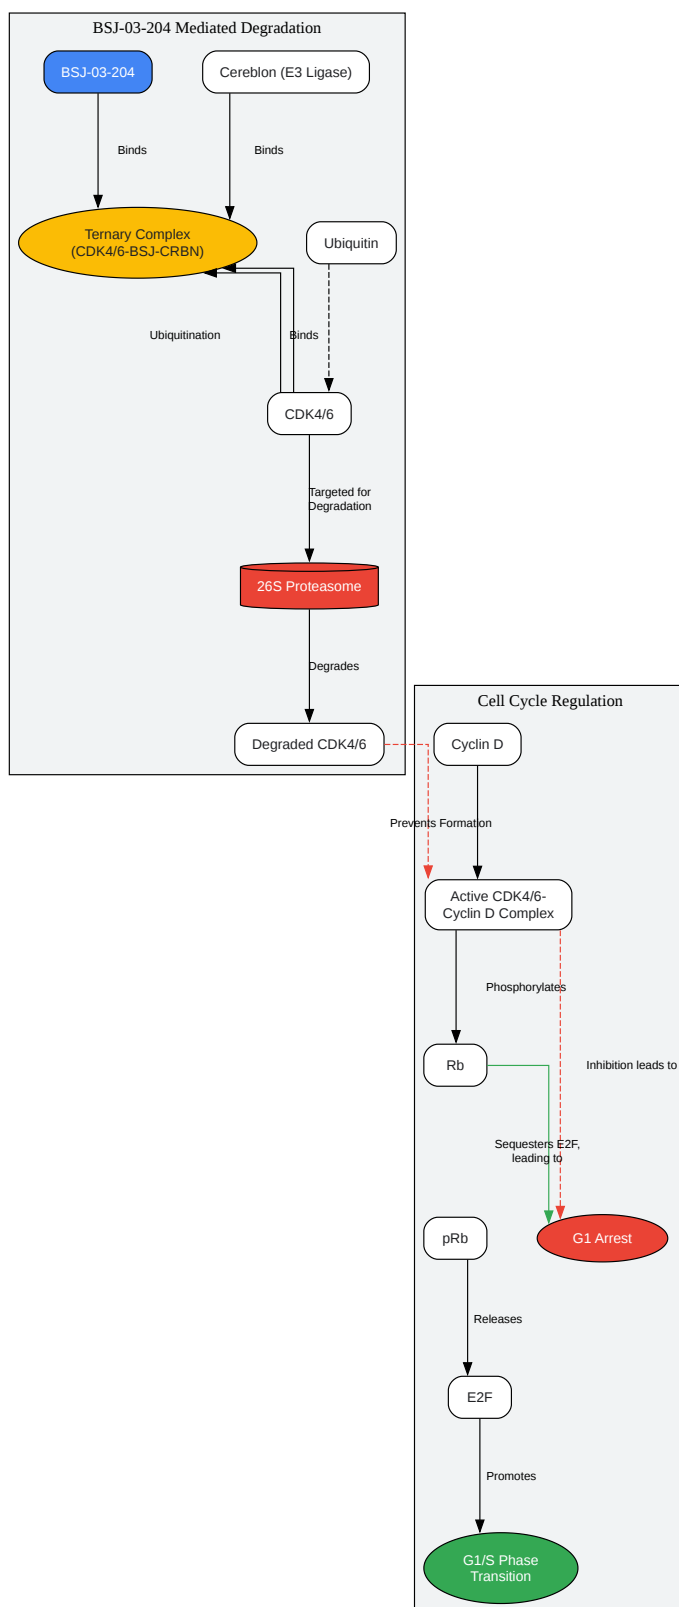 BSJ-03-204 Mediated Degradation
BSJ-03-204
Cereblon (E3 Ligase)
Binds
Binds
Ternary Complex
(CDK4/6-BSJ-CRBN)
Ubiquitin
Ubiquitination
Binds
CDK4/6
Targeted for
Degradation
26S Proteasome
Degrades
Degraded CDK4/6
Cell Cycle Regulation
Cyclin D
Prevents Formation
Active CDK4/6-
Cyclin D Complex
Phosphorylates
Rb
Inhibition leads to
Sequesters E2F,
leading to
pRb
G1 Arrest
Releases
E2F
Promotes
G1/S Phase
Transition